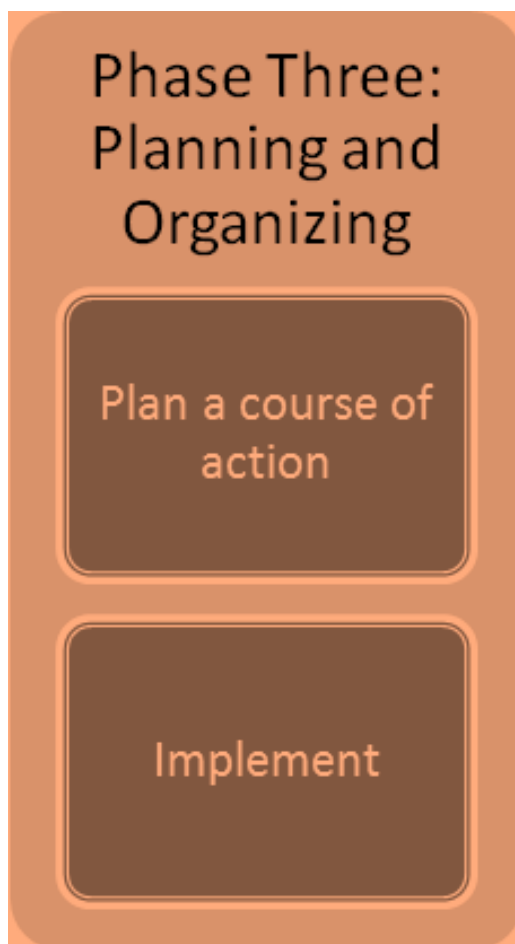 Phase Three:
Planning and
Organizing
Plan a course of
action
Implement